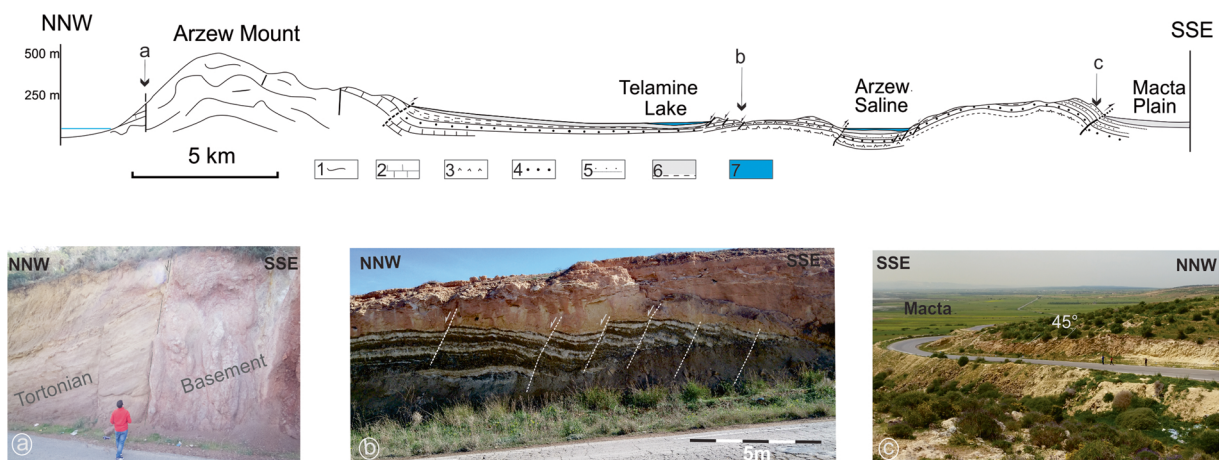 NNW
SSE
500 m
250 m
a
Arzew Mount
Telamine
Lake
b
Arzew
Saline
c
Macta
Plain
5 km
1
2
3
4
5
6
7
NNW
SSE
Tortonian
Basement
a
NNW
SSE
5m
b
SSE
NNW
Macta
45°
c